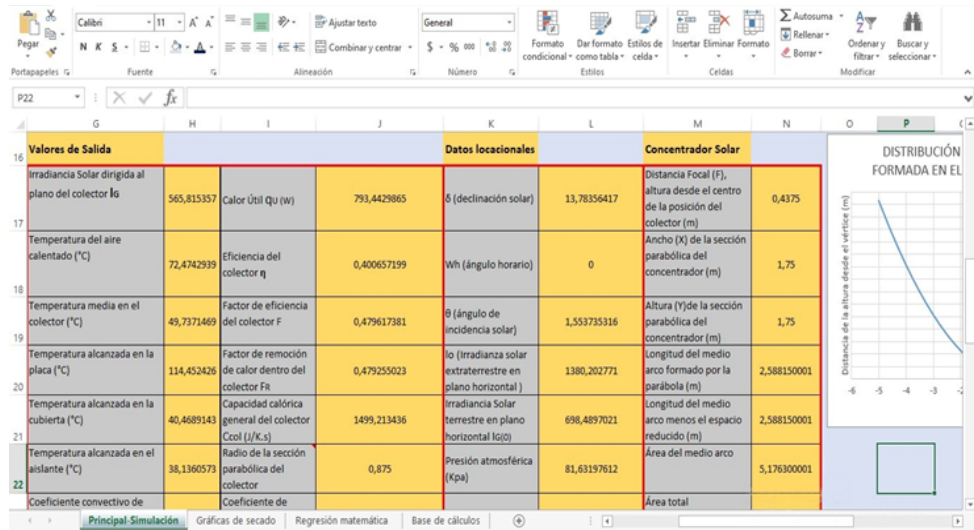 Pegar
Portapapeles
Calibri
11
A A
N K S
A
Fuente
Ajustar texto
Combinar y centrar
Alineación
General
$ - % 000
Número
Formato
condicional
Dar formato
como tabla
Estilos de
celda
Estilos
Insertar Eliminar Formato
Celdas
Autosuma
Rellenar
Borrar
Ordenar y
filtrar
Buscar y
seleccionar
Modificar
P22
fx
G H I J K L M N O P
16
Valores de Salida
Datos locacionales
Concentrador Solar
17
Irradiancia Solar dirigida al
plano del colector IG
565,815357
Calor Útil QU (W)
793,4429865
δ (declinación solar)
13,78356417
Distancia Focal (F),
altura desde el centro
de la posición del
colector (m)
0,4375
18
Temperatura del aire
calentado (°C)
72,4742939
Eficiencia del
colector η
0,400657199
Wh (ángulo horario)
0
Ancho (X) de la sección
parabólica del
concentrador (m)
1,75
19
Temperatura media en el
colector (°C)
49,7371469
Factor de eficiencia
del colector F
0,479617381
θ (ángulo de
incidencia solar)
1,553735316
Altura (Y)de la sección
parabólica del
concentrador (m)
1,75
20
Temperatura alcanzada en la
placa (°C)
114,452426
Factor de remoción
de calor dentro del
colector FR
0,479255023
Io (Irradianza solar
extraterrestre en
plano horizontal )
1380,202771
Longitud del medio
arco formado por la
parábola (m)
2,588150001
21
Temperatura alcanzada en la
cubierta (°C)
40,4689143
Capacidad calórica
general del colector
Ccol (J/K.s)
1499,213436
Irradiancia Solar
terrestre en plano
horizontal IG(0)
698,4897021
Longitud del medio
arco menos el espacio
reducido (m)
2,588150001
22
Temperatura alcanzada en el
aislante (°C)
38,1360573
Radio de la sección
parabólica del
colector
0,875
Presión atmosférica
(Kpa)
81,63197612
Área del medio arco
5,176300001
Coeficiente convectivo de
Coeficiente de
Área total
DISTRIBUCIÓN
FORMADA EN EL
Distancia de la altura desde el vértice (m)
-6 -5 -4 -3
Principal-Simulación
Gráficas de secado
Regresión matemática
Base de cálculos